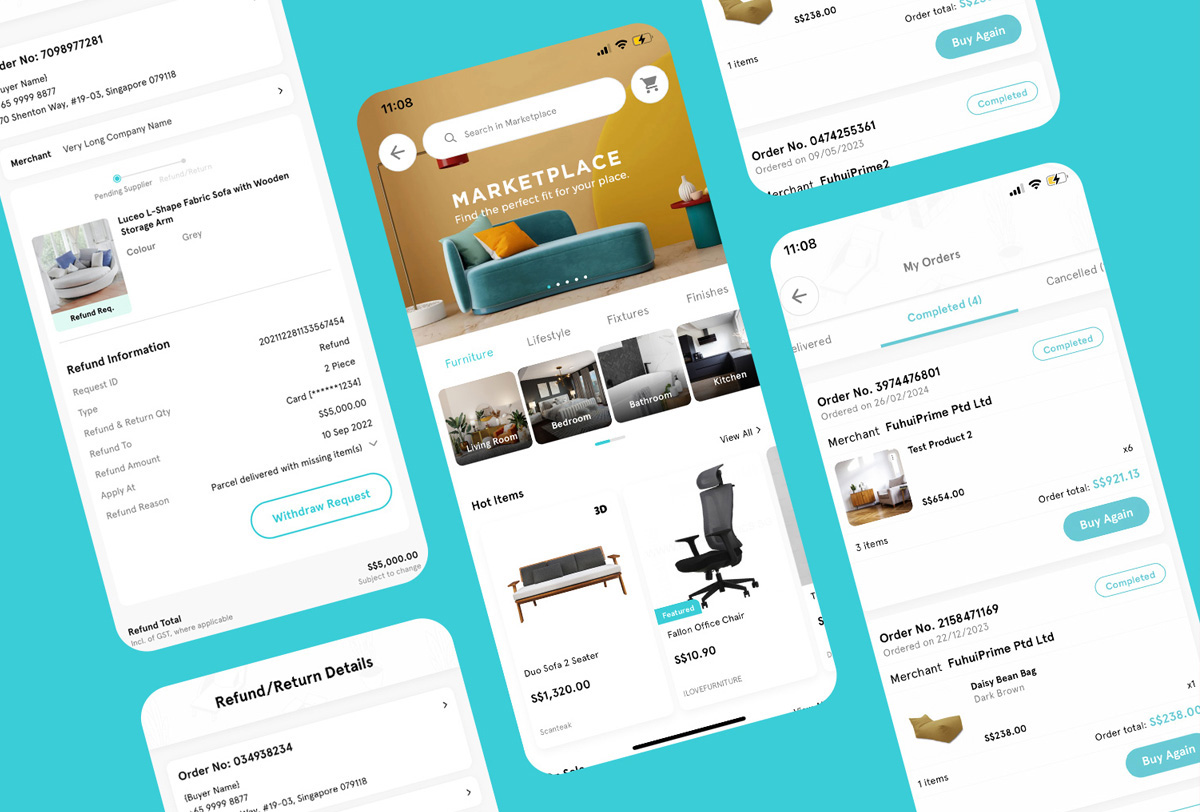 Order No: 7098977281
{Buyer Name}
65 9999 8877
70 Shenton Way, #19-03, Singapore 079118
Merchant Very Long Company Name
Pending Supplier Refund/Return
Luceo L-Shape Fabric Sofa with Wooden
Storage Arm
Colour Grey
Refund Req.
Refund Information
Request ID 202112281133567454
Type Refund
Refund & Return Qty 2 Piece
Refund To Card [******1234]
Refund Amount S$5,000.00
Apply At 10 Sep 2022
Refund Reason Parcel delivered with missing item(s)
Withdraw Request
Refund Total S$5,000.00
Incl. of GST, where applicable Subject to change
Refund/Return Details
Order No: 034938234
{Buyer Name}
65 9999 8877
Way, #19-03, Singapore 079118
11:08
Search in Marketplace
MARKETPLACE
Find the perfect fit for your place.
Furniture Lifestyle Fixtures Finishes
Living Room Bedroom Bathroom Kitchen
View All
Hot Items
3D
Duo Sofa 2 Seater
S$1,320.00
Scanteak
Featured
Fallon Office Chair
S$10.90
ILOVEFURNITURE
S$238.00
Order total:
1 items
Buy Again
Completed
Order No. 0474255361
Ordered on 09/05/2023
Merchant FuhuiPrime2
11:08
My Orders
Completed (4) Cancelled (
Completed
Order No. 3974476801
Ordered on 26/02/2024
Merchant FuhuiPrime Ptd Ltd
Test Product 2
x6
S$654.00
Order total: S$921.13
3 items
Buy Again
Completed
Order No. 2158471169
Ordered on 22/12/2023
Merchant FuhuiPrime Ptd Ltd
Daisy Bean Bag
Dark Brown
x1
S$238.00
Order total: S$238.00
1 items
Buy Again